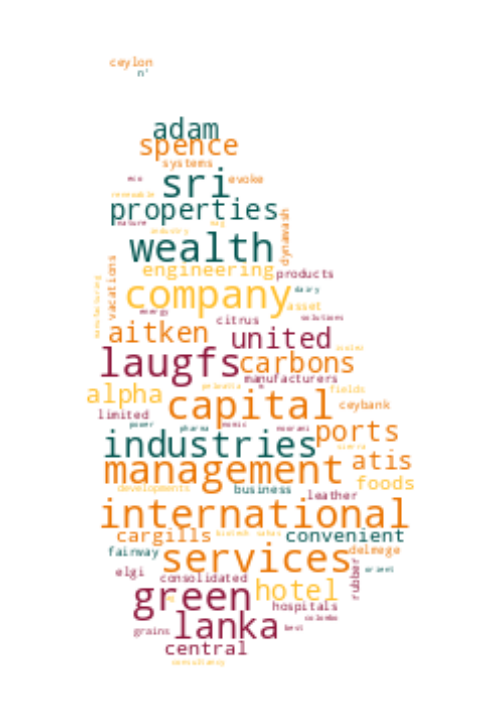 ceylon
n'
adam
spence
systems
eco
sri
evoke
renewable
properties
nature
industry
dynawash
wealth
vacations
engineering
products
manufacturing
company
dairy
asset
energy
citrus
solutions
aitken
united
laugfs
carbons
manufacturers
alpha
fields
capital
ceybank
limited
power
pharma
industries
ports
management
atis
foods
developments
business
leather
international
cargills
convenient
fairway
services
delmege
orient
elgi
consolidated
rubber
green
hotel
hospitals
colombo
lanka
grains
best
central
consultancy